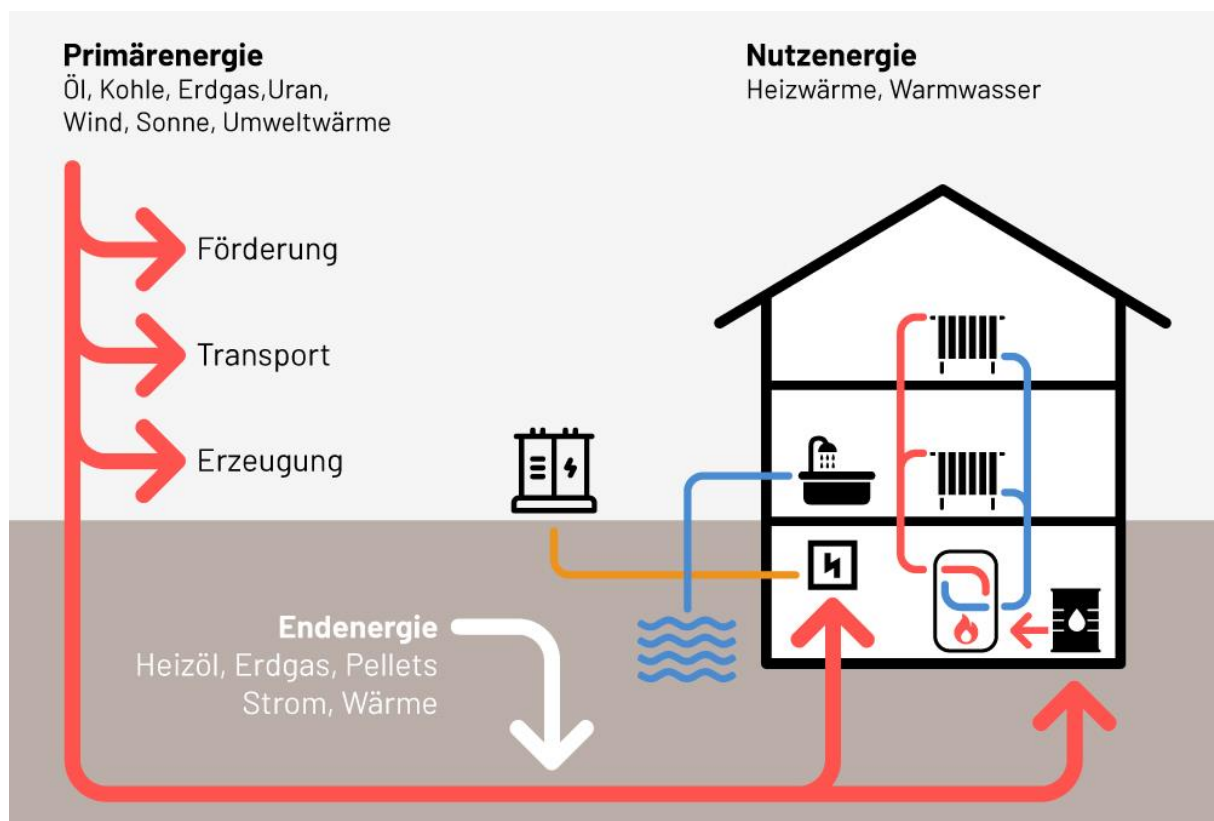 Primärenergie
Öl, Kohle, Erdgas,Uran,
Wind, Sonne, Umweltwärme
Nutzenergie
Heizwärme, Warmwasser
Förderung
Transport
Erzeugung
Endenergie
Heizöl, Erdgas, Pellets
Strom, Wärme